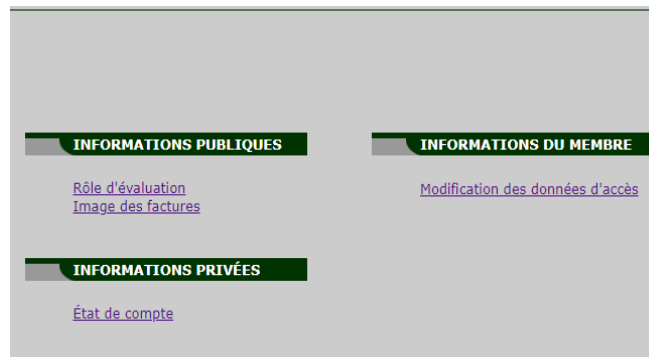 INFORMATIONS PUBLIQUES
Rôle d'évaluation
Image des factures
INFORMATIONS PRIVÉES
État de compte
INFORMATIONS DU MEMBRE
Modification des données d'accès